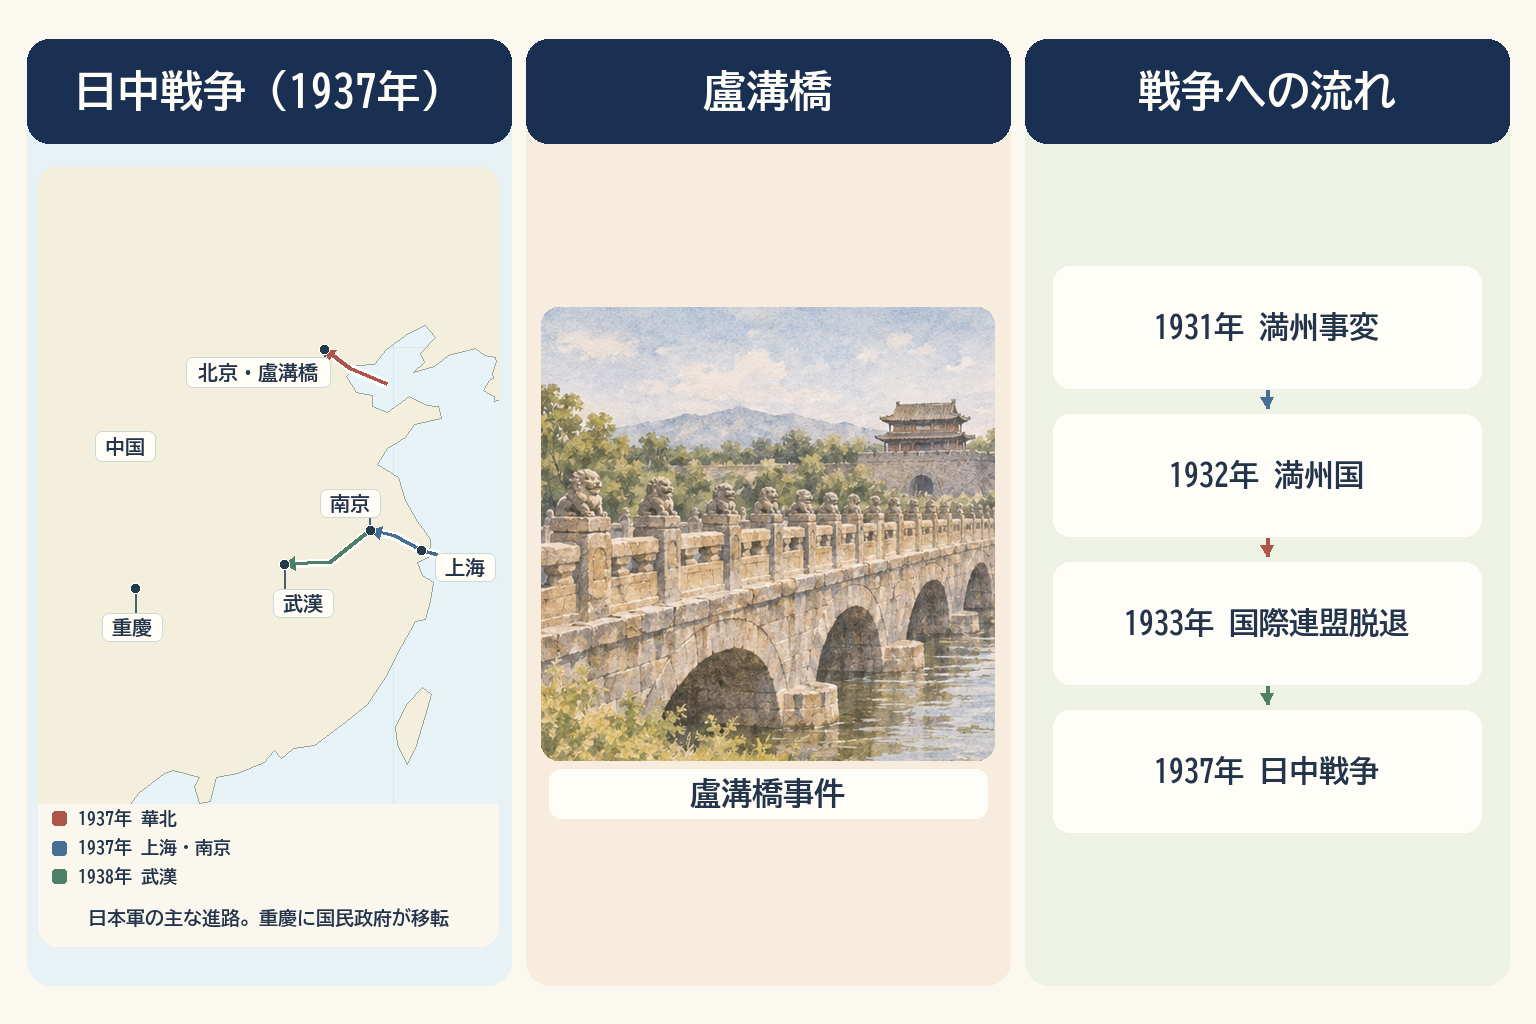 日中戦争（1937年）
北京・盧溝橋
中国
南京
上海
武漢
重慶
1937年 華北
1937年 上海・南京
1938年 武漢
日本軍の主な進路。重慶に国民政府が移転
盧溝橋
盧溝橋事件
戦争への流れ
1931年 満州事変
1932年 満州国
1933年 国際連盟脱退
1937年 日中戦争